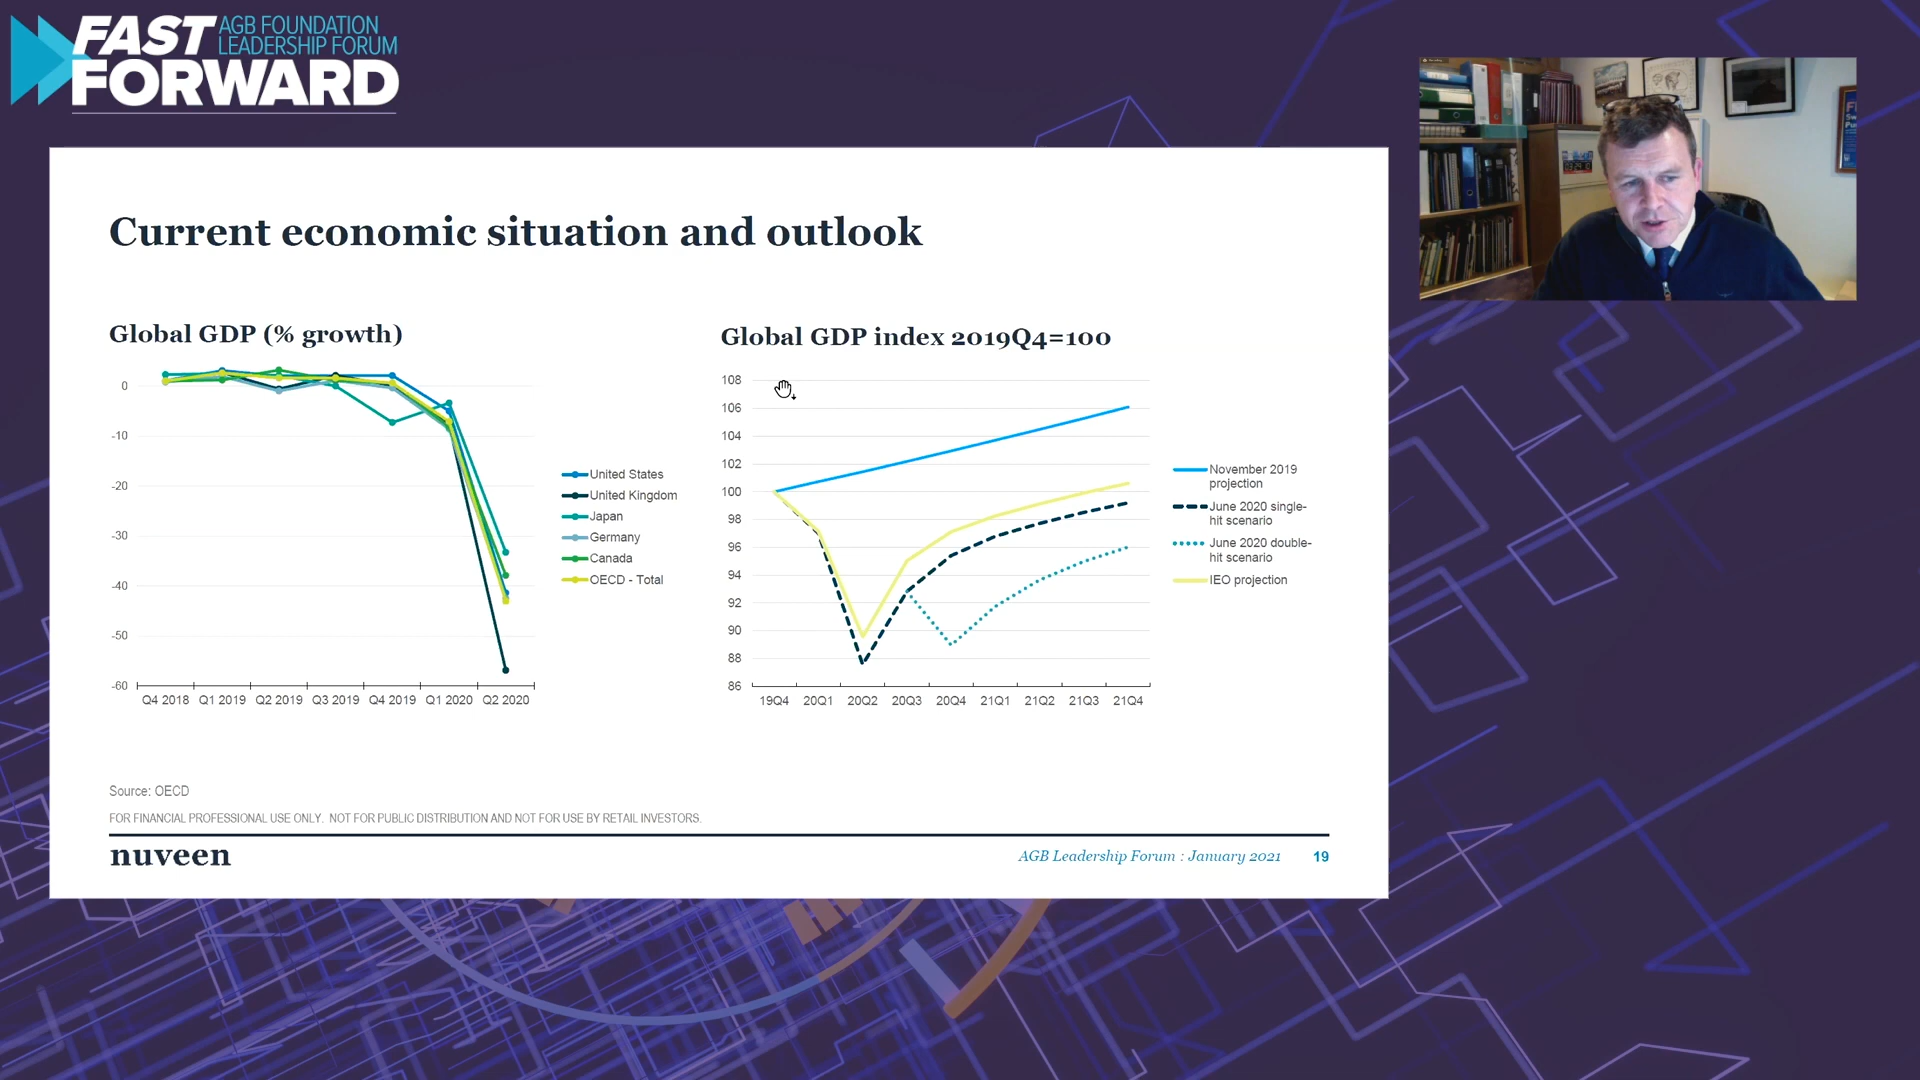 FAST AGB FOUNDATION
LEADERSHIP FORUM
FORWARD
Current economic situation and outlook
Global GDP (% growth)
0
-10
-20
-30
-40
-50
-60
Q4 2018 Q1 2019 Q2 2019 Q3 2019 Q4 2019 Q1 2020 Q2 2020
United States
United Kingdom
Japan
Germany
Canada
OECD - Total
Global GDP index 2019Q4=100
108
106
104
102
100
98
96
94
92
90
88
86
19Q4 20Q1 20Q2 20Q3 20Q4 21Q1 21Q2 21Q3 21Q4
November 2019
projection
June 2020 single-
hit scenario
June 2020 double-
hit scenario
IEO projection
Source: OECD
FOR FINANCIAL PROFESSIONAL USE ONLY. NOT FOR PUBLIC DISTRIBUTION AND NOT FOR USE BY RETAIL INVESTORS.
nuveen
AGB Leadership Forum : January 2021 19